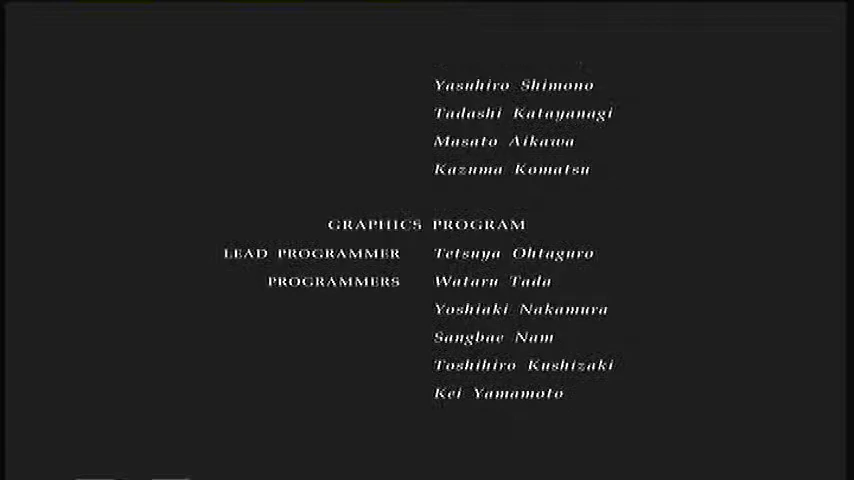 Yasuhiro Shimono
Tadashi Katayanagi
Masato Aikawa
Kazuma Komatsu
GRAPHICS PROGRAM
LEAD PROGRAMMER Tetsuya Ohtaguro
PROGRAMMERS Wataru Tada
Yoshiaki Nakamura
Sangbae Nam
Toshihiro Kushizaki
Kei Yamamoto